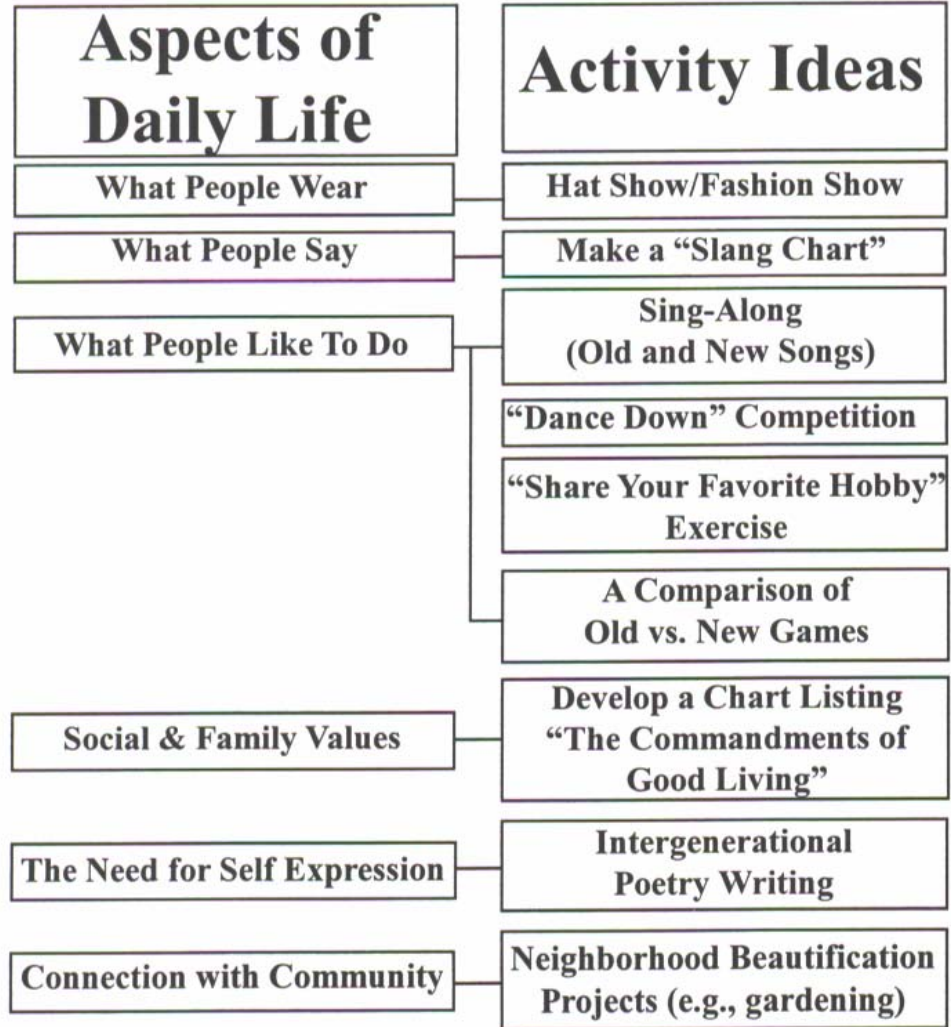 Aspects of
Daily Life
Activity Ideas
What People Wear
Hat Show/Fashion Show
What People Say
Make a “Slang Chart”
What People Like To Do
Sing-Along
(Old and New Songs)
“Dance Down” Competition
“Share Your Favorite Hobby”
Exercise
A Comparison of
Old vs. New Games
Social & Family Values
Develop a Chart Listing
“The Commandments of
Good Living”
The Need for Self Expression
Intergenerational
Poetry Writing
Connection with Community
Neighborhood Beautification
Projects (e.g., gardening)